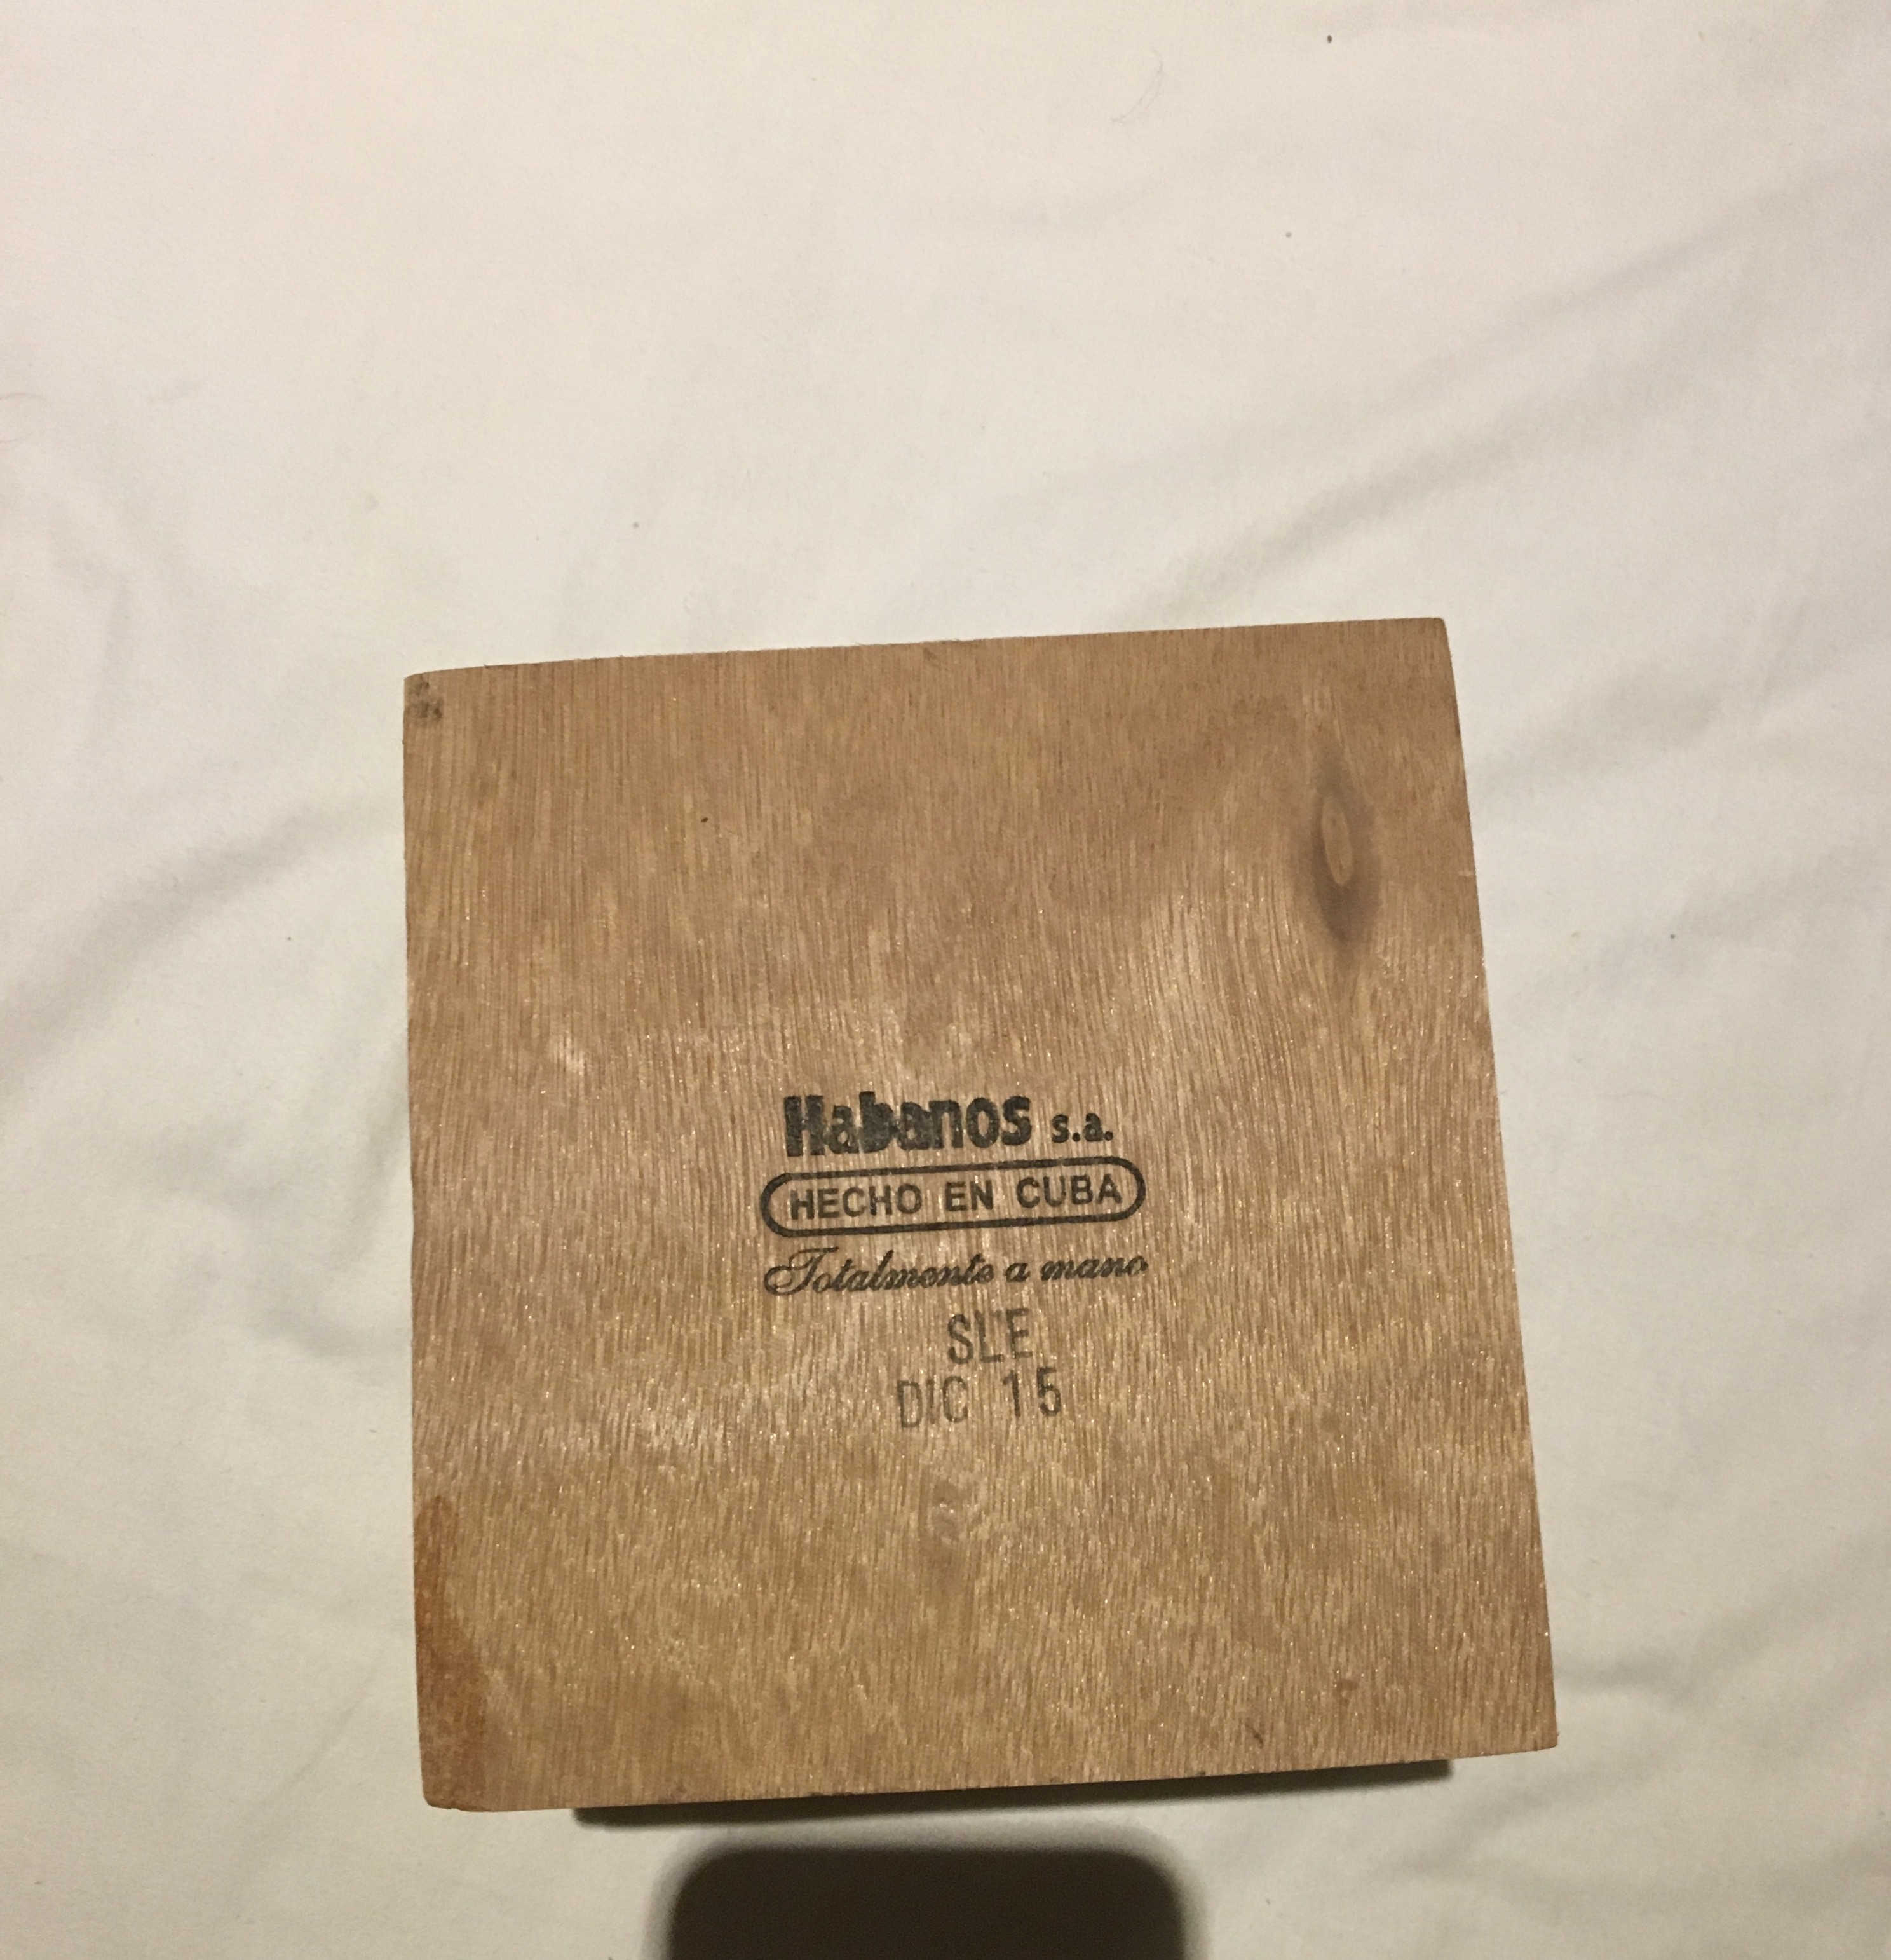 Habanos s.a.
HECHO EN CUBA
Totalmente a mano
SLE
DIC 15